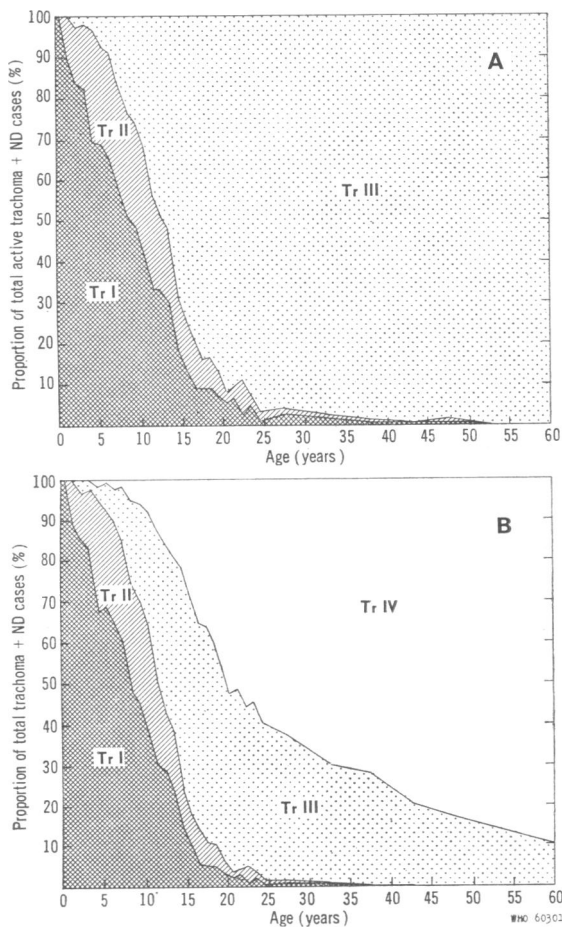 100
90
80
70
60
50
40
30
20
10
Proportion of total active trachoma + ND cases (%)
A
Tr II
Tr III
Tr I
0 5 10 15 20 25 30 35 40 45 50 55 60
Age (years)
100
90
80
70
60
50
40
30
20
10
Proportion of total trachoma + ND cases (%)
B
Tr IV
Tr II
Tr I
Tr III
0 5 10 15 20 25 30 35 40 45 50 55 60
Age (years)
WHO 60301